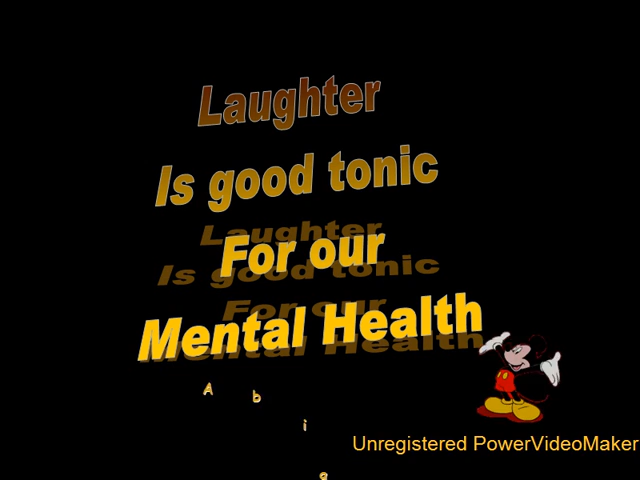 Laughter
Is good tonic
For our
Mental Health
A b i a
Unregistered PowerVideoMaker